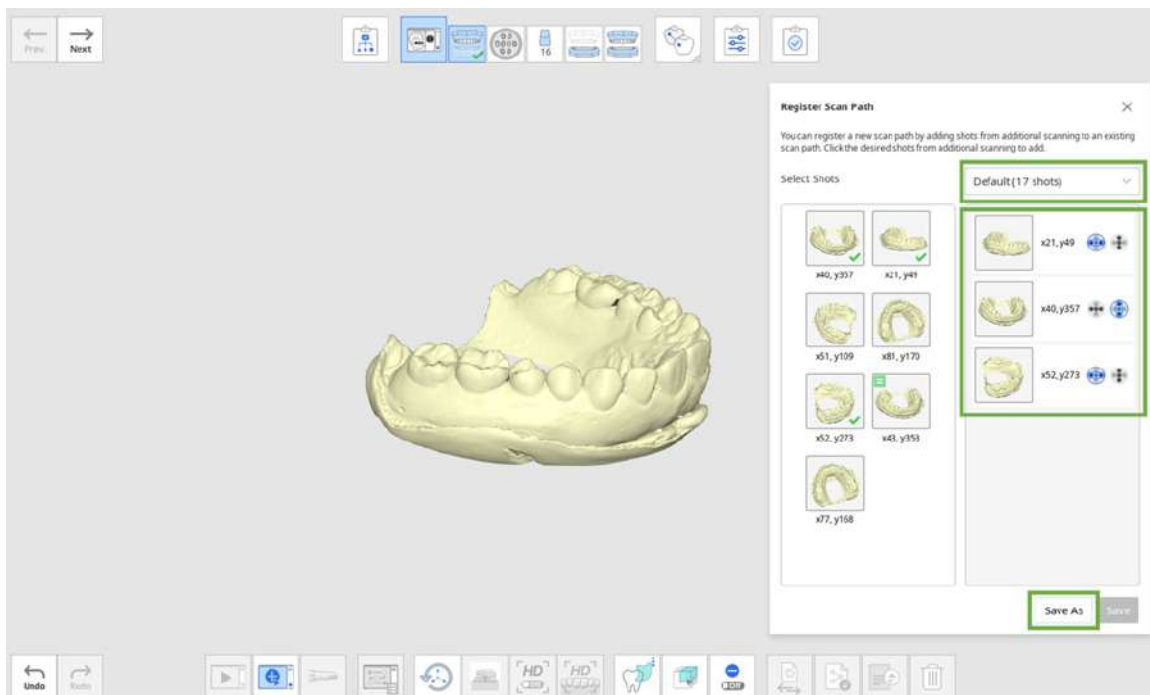 Prev.
Next
16
Register Scan Path
You can register a new scan path by adding shots from additional scanning to an existing
scan path. Click the desired shots from additional scanning to add.
Select Shots
Default (17 shots)
x40, y357
x21, y49
x51, y109
x81, y170
x52, y273
x43, y353
x77, y168
x21, y49
x40, y357
x52, y273
Save As
Save
Undo
Redo
HD
HD
Off